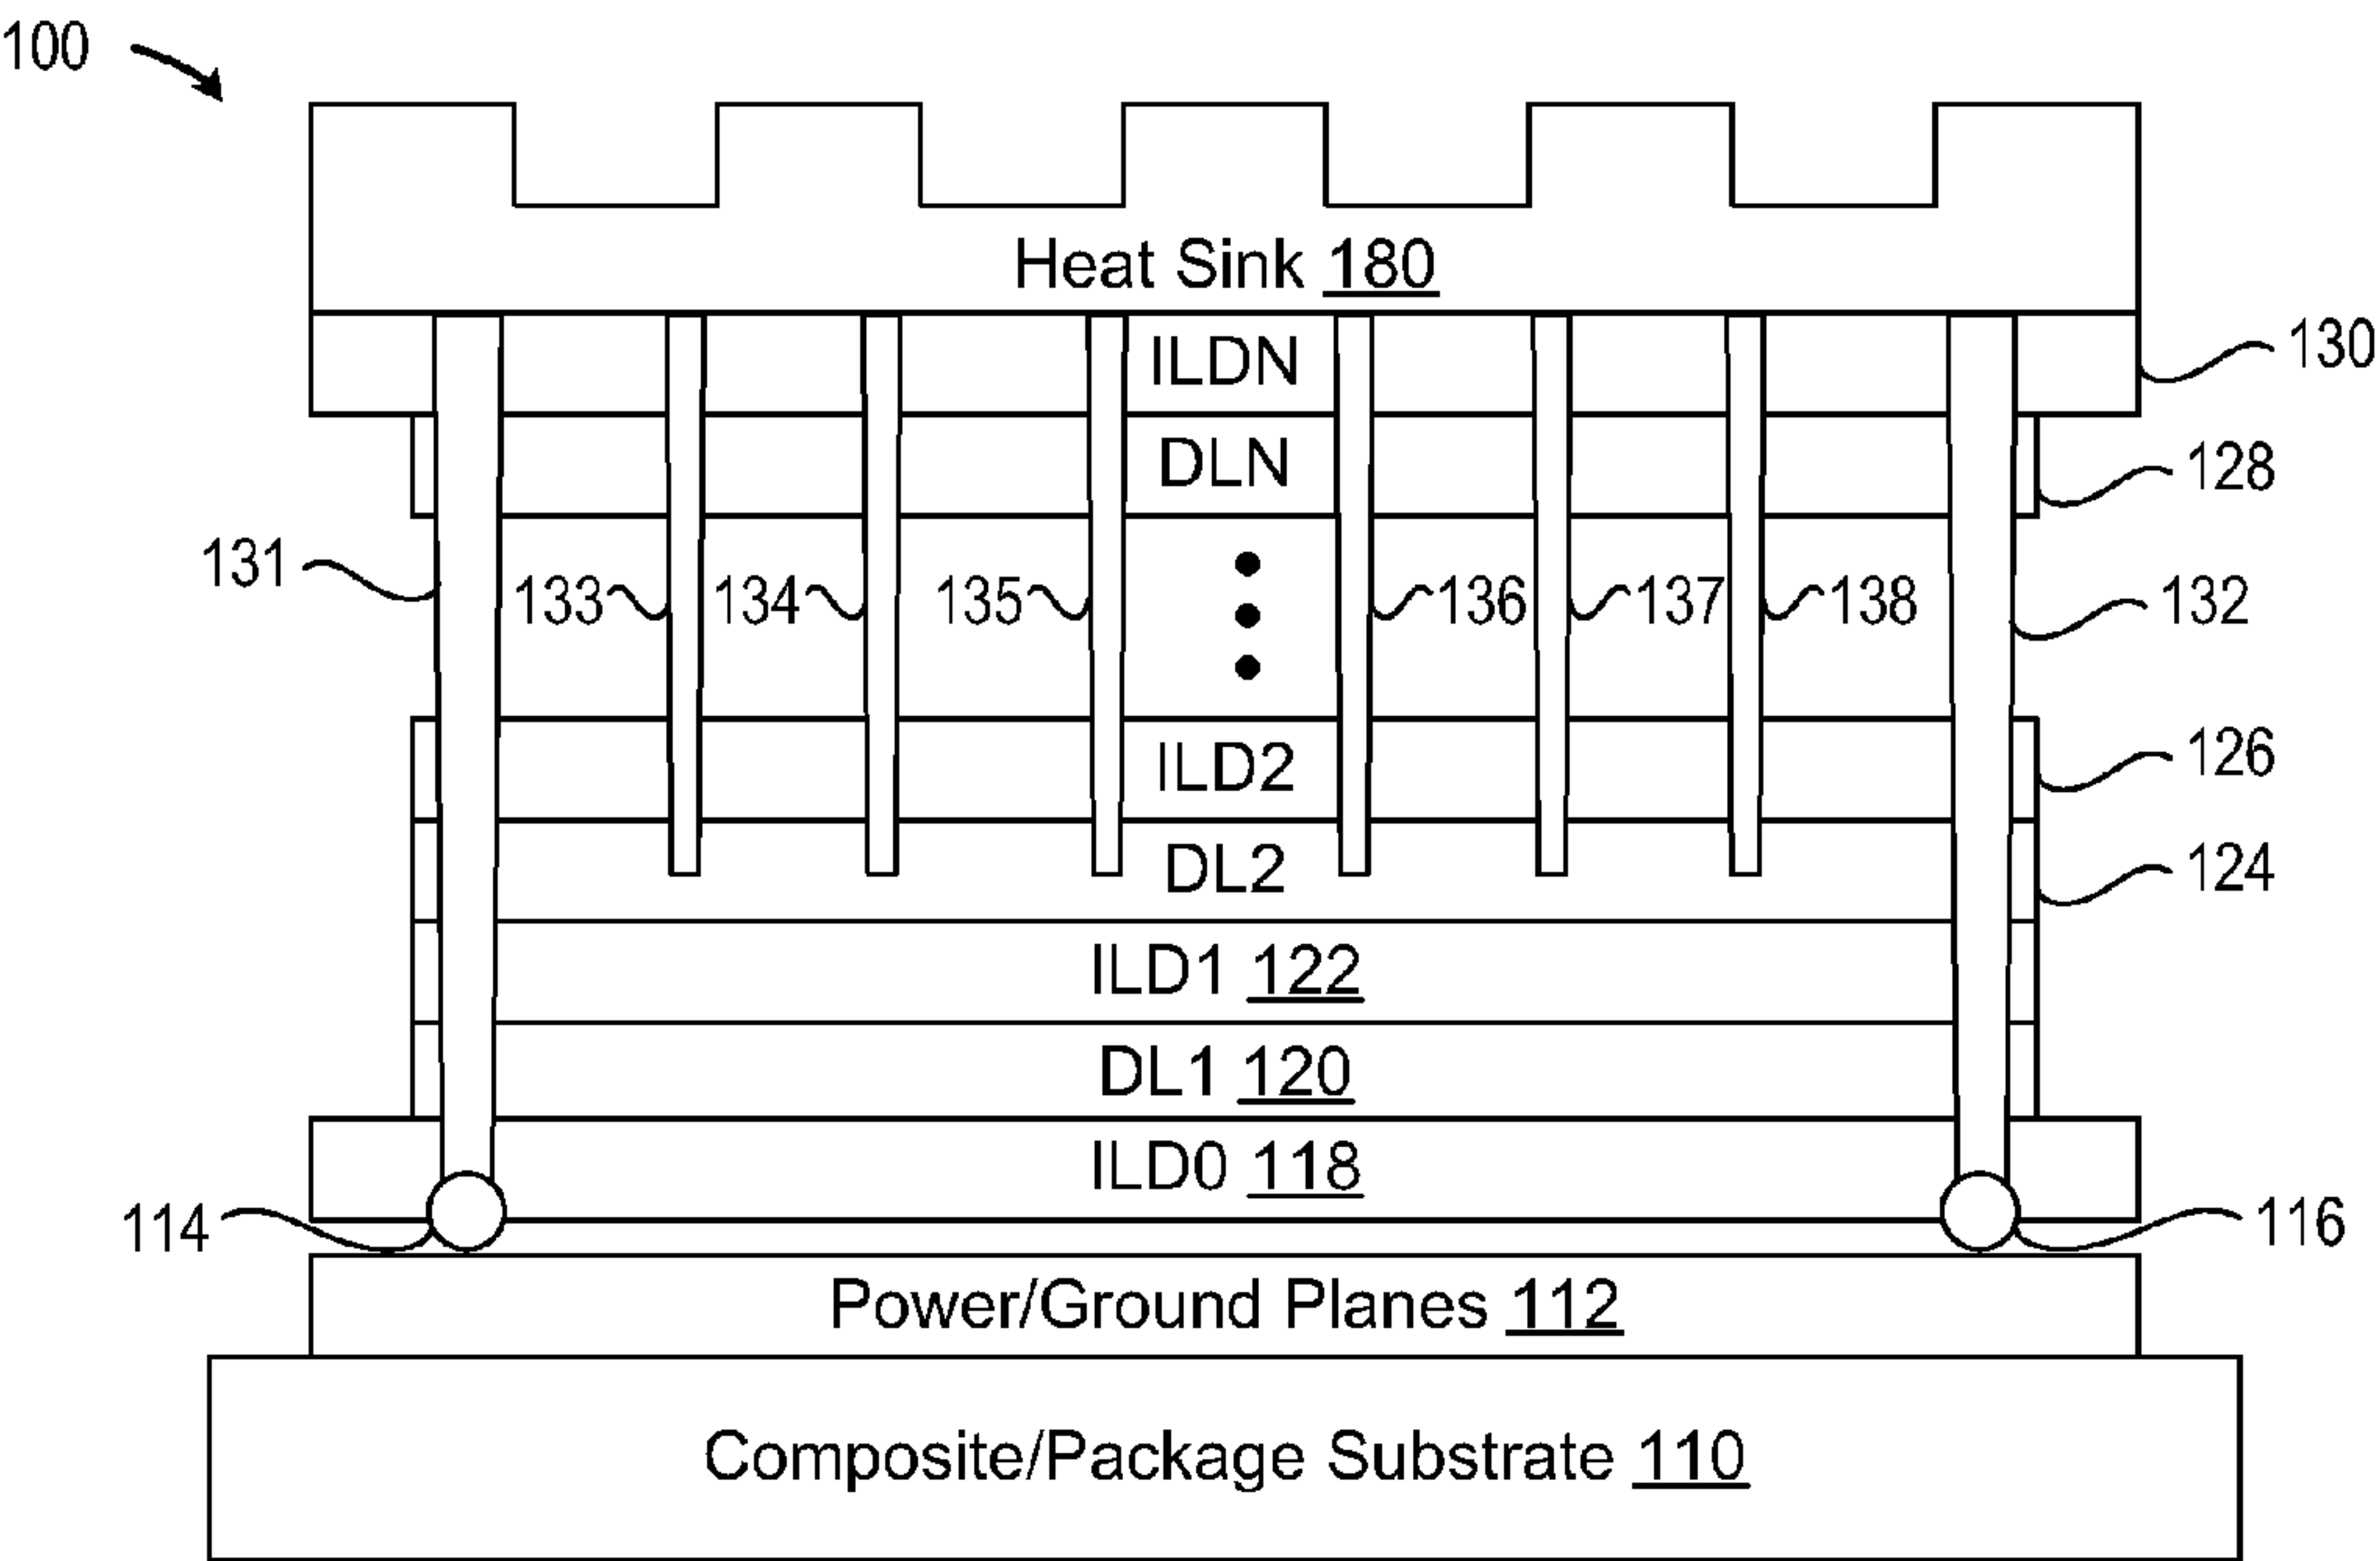 100
Heat Sink 180
ILDN
130
DLN
128
131
133
134
135
136
137
138
132
ILD2
126
DL2
124
ILD1 122
DL1 120
ILD0 118
114
116
Power/Ground Planes 112
Composite/Package Substrate 110